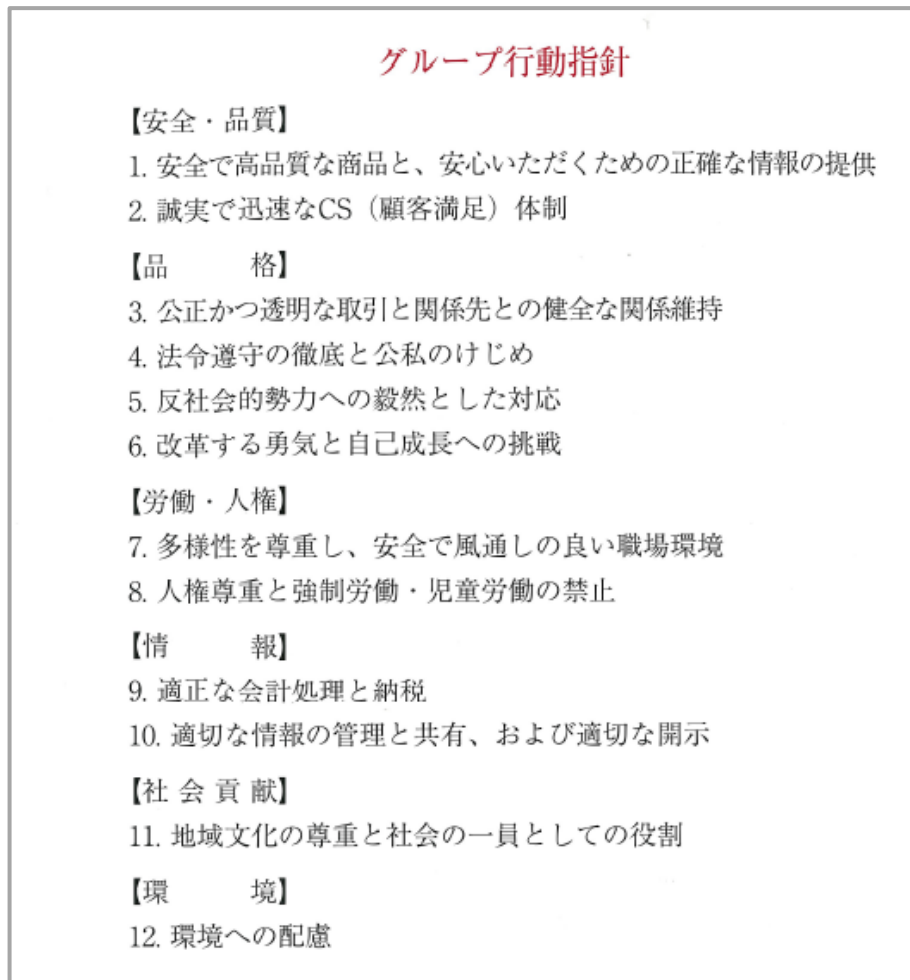 グループ行動指針
【安全・品質】
1. 安全で高品質な商品と、安心いただくための正確な情報の提供
2. 誠実で迅速なCS（顧客満足）体制
【品　　　格】
3. 公正かつ透明な取引と関係先との健全な関係維持
4. 法令遵守の徹底と公私のけじめ
5. 反社会的勢力への毅然とした対応
6. 改革する勇気と自己成長への挑戦
【労働・人権】
7. 多様性を尊重し、安全で風通しの良い職場環境
8. 人権尊重と強制労働・児童労働の禁止
【情　　　報】
9. 適正な会計処理と納税
10. 適切な情報の管理と共有、および適切な開示
【社 会 貢 献】
11. 地域文化の尊重と社会の一員としての役割
【環　　　境】
12. 環境への配慮